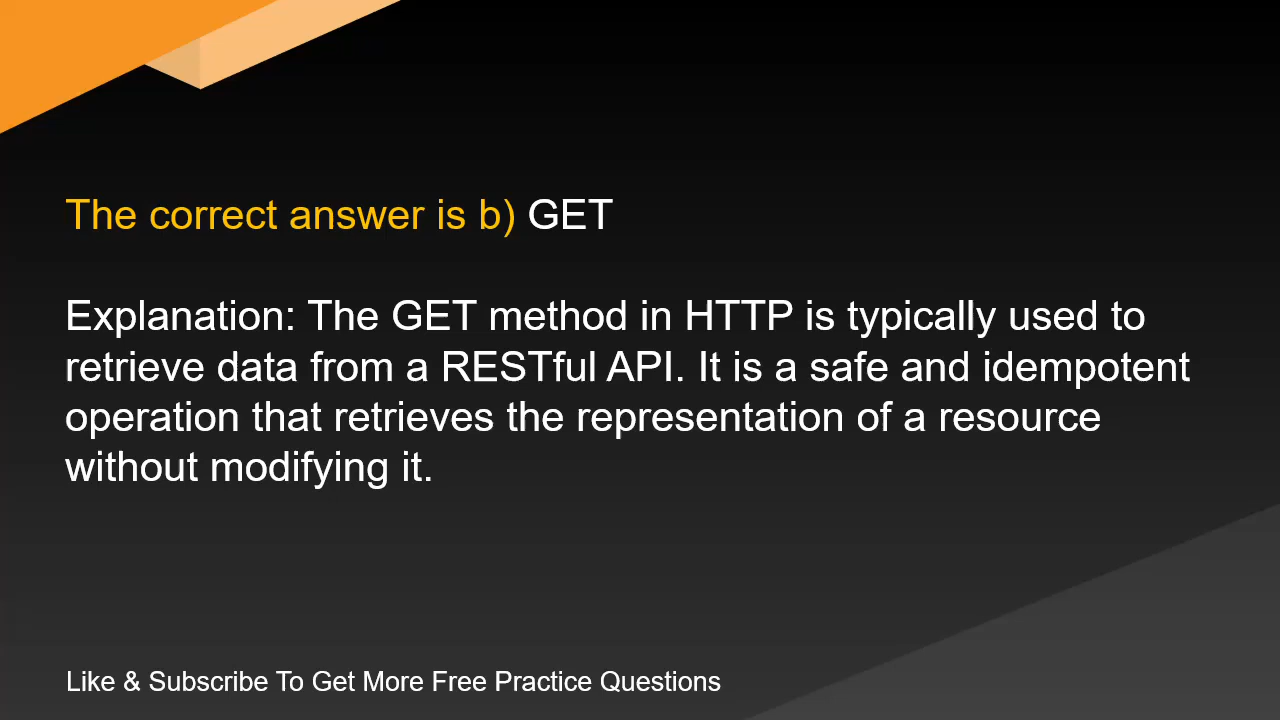 The correct answer is b) GET
Explanation: The GET method in HTTP is typically used to
retrieve data from a RESTful API. It is a safe and idempotent
operation that retrieves the representation of a resource
without modifying it.
Like & Subscribe To Get More Free Practice Questions